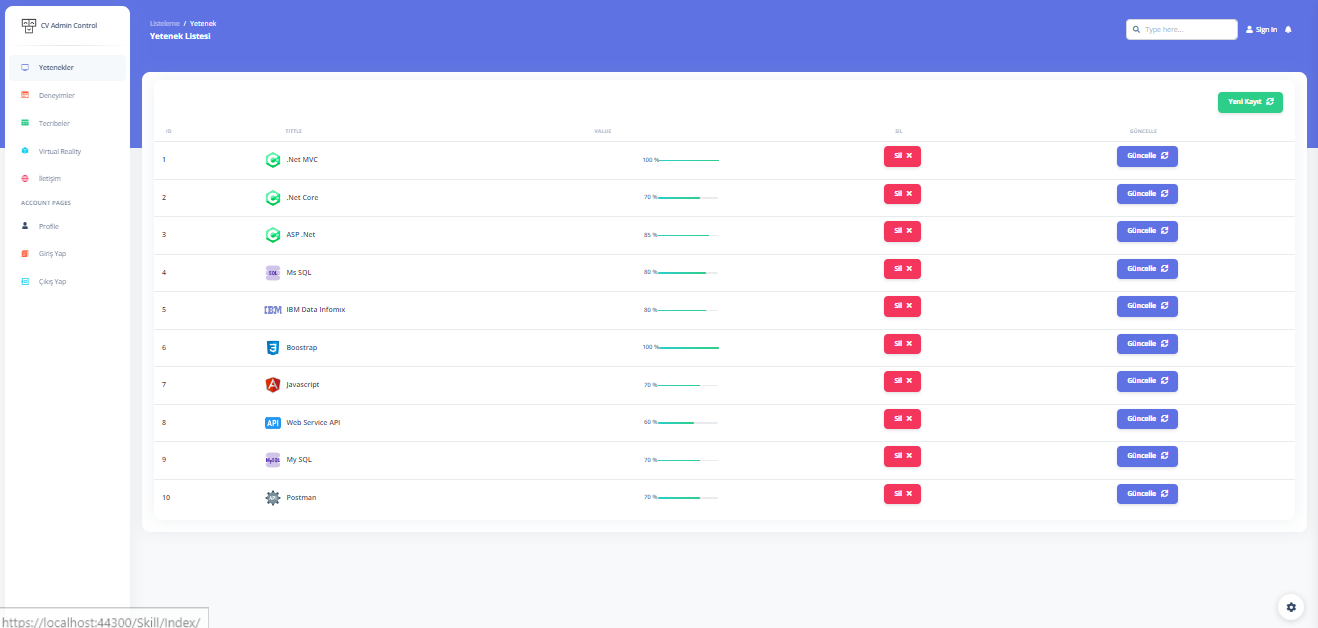 CV Admin Control
Yetenekler
Deneyimler
Tecribeler
Virtual Reality
İletişim
ACCOUNT PAGES
Profile
Giriş Yap
Çıkış Yap
Listeleme / Yetenek
Yetenek Listesi
Type here...
Sign In
Yeni Kayıt
ID TITTLE VALUE SİL GÜNCELLE
1 .Net MVC 100 % Sil Güncelle
2 .Net Core 70 % Sil Güncelle
3 ASP .Net 85 % Sil Güncelle
4 SQL Ms SQL 80 % Sil Güncelle
5 IBM IBM Data Infomix 80 % Sil Güncelle
6 3 Boostrap 100 % Sil Güncelle
7 A Javascript 70 % Sil Güncelle
8 API Web Service API 60 % Sil Güncelle
9 MySQL My SQL 70 % Sil Güncelle
10 Postman 70 % Sil Güncelle
https://localhost:44300/Skill/Index/